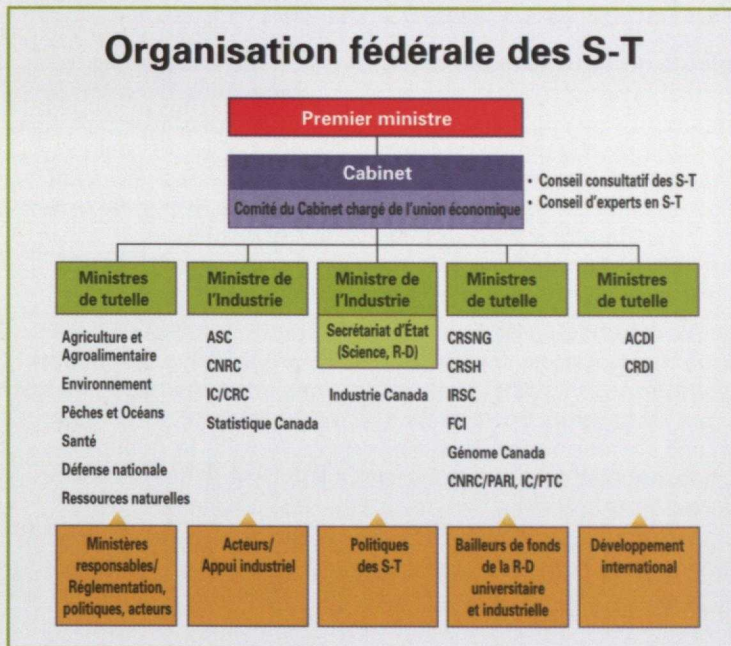 Organisation fédérale des S-T
Premier ministre
Cabinet
Comité du Cabinet chargé de l'union économique
• Conseil consultatif des S-T
• Conseil d'experts en S-T
Ministres
de tutelle
Agriculture et
Agroalimentaire
Environnement
Pêches et Océans
Santé
Défense nationale
Ressources naturelles
Ministères
responsables/
Réglementation,
politiques, acteurs
Ministre de
l'Industrie
ASC
CNRC
IC/CRC
Statistique Canada
Acteurs/
Appui industriel
Ministre de
l'Industrie
Secrétariat d'État
(Science, R-D)
Industrie Canada
Politiques
des S-T
Ministres
de tutelle
CRSNG
CRSH
IRSC
FCI
Génome Canada
CNRC/PARI, IC/PTC
Bailleurs de fonds
de la R-D
universitaire
et industrielle
Ministres
de tutelle
ACDI
CRDI
Développement
international